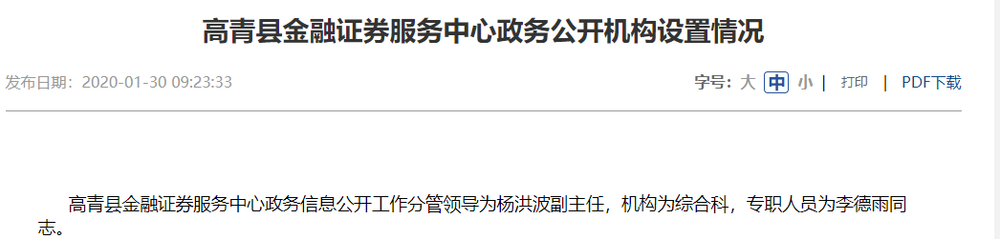 高青县金融证券服务中心政务公开机构设置情况
发布日期：2020-01-30 09:23:33 字号：大 中 小 | 打印 | PDF下载
高青县金融证券服务中心政务信息公开工作分管领导为杨洪波副主任，机构为综合科，专职人员为李德雨同
志。